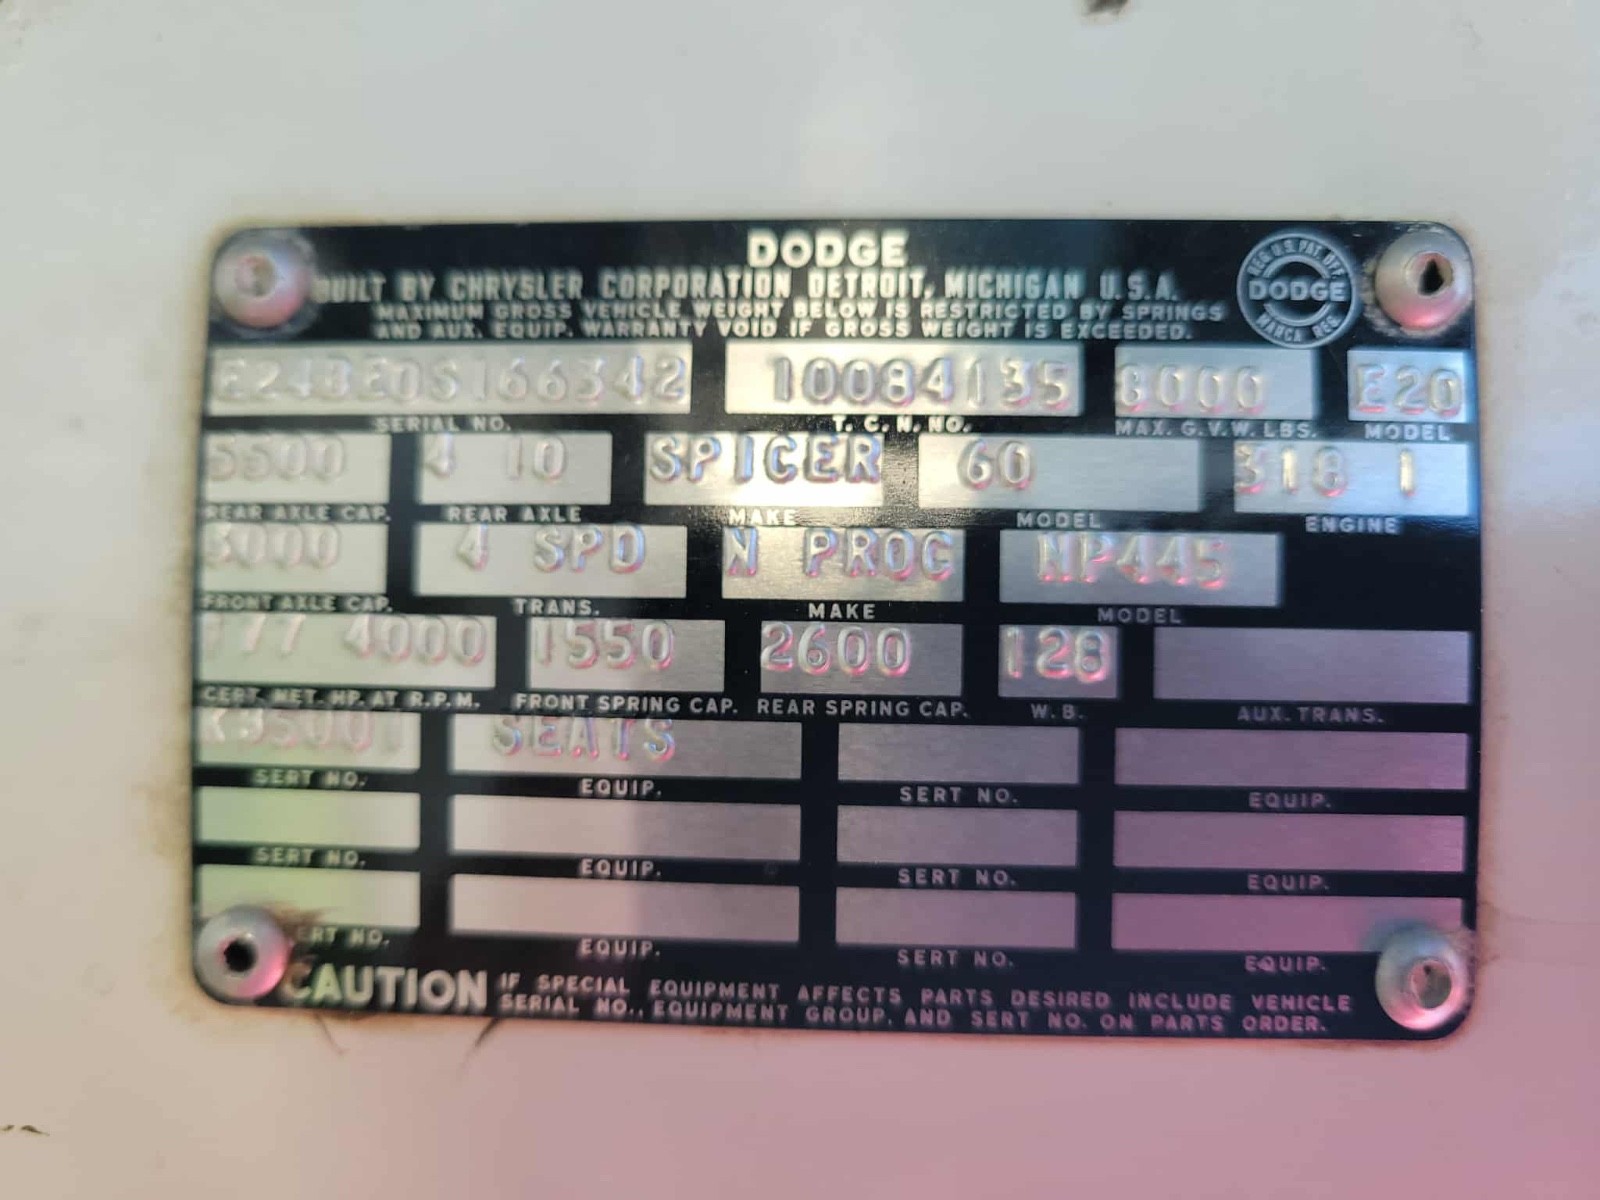 DODGE
BUILT BY CHRYSLER CORPORATION DETROIT, MICHIGAN U.S.A.
MAXIMUM GROSS VEHICLE WEIGHT BELOW IS RESTRICTED BY SPRINGS
AND AUX. EQUIP. WARRANTY VOID IF GROSS WEIGHT IS EXCEEDED.
REG. U.S. PAT. OFF.
DODGE
MARCA REG.
E24BE0S166342 10084135 8000 E20
SERIAL NO. T. C. N. NO. MAX. G.V.W. LBS. MODEL
5500 4 10 SPICER 60 318 1
REAR AXLE CAP. REAR AXLE MAKE MODEL ENGINE
3000 4 SPD N PROC NP445
FRONT AXLE CAP. TRANS. MAKE MODEL
177 4000 1550 2600 128
CERT. NET. HP. AT R.P.M. FRONT SPRING CAP. REAR SPRING CAP. W.B. AUX. TRANS.
SEATS
SERT NO. EQUIP. SERT NO. EQUIP.
SERT NO. EQUIP. SERT NO. EQUIP.
SERT NO. EQUIP. SERT NO. EQUIP.
CAUTION IF SPECIAL EQUIPMENT AFFECTS PARTS DESIRED INCLUDE VEHICLE
SERIAL NO., EQUIPMENT GROUP, AND SERT NO. ON PARTS ORDER.